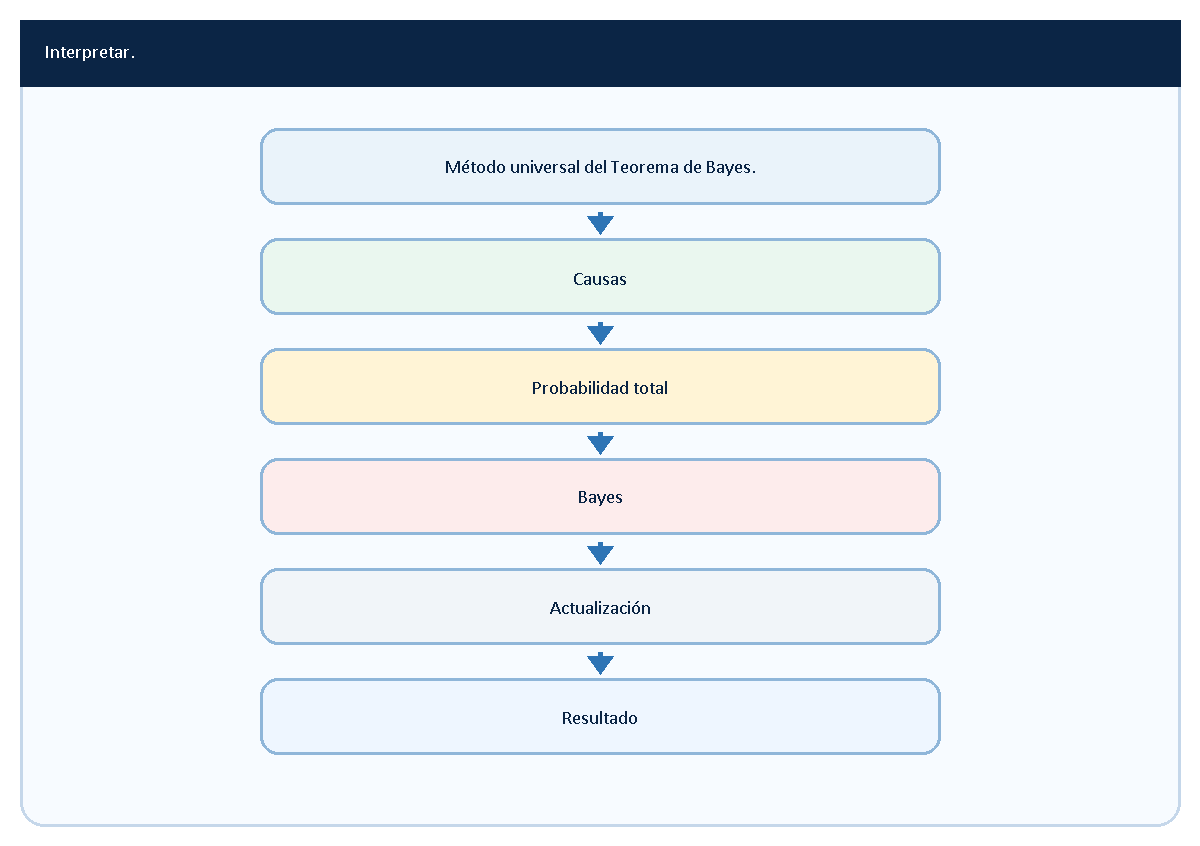 Interpretar.
Método universal del Teorema de Bayes.
Causas
Probabilidad total
Bayes
Actualización
Resultado